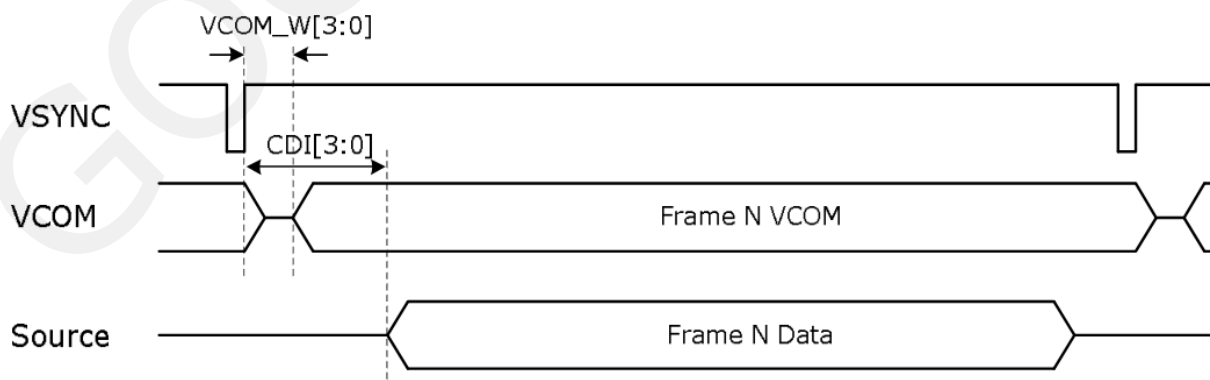 VCOM_W[3:0]
VSYNC
CDI[3:0]
VCOM
Frame N VCOM
Source
Frame N Data